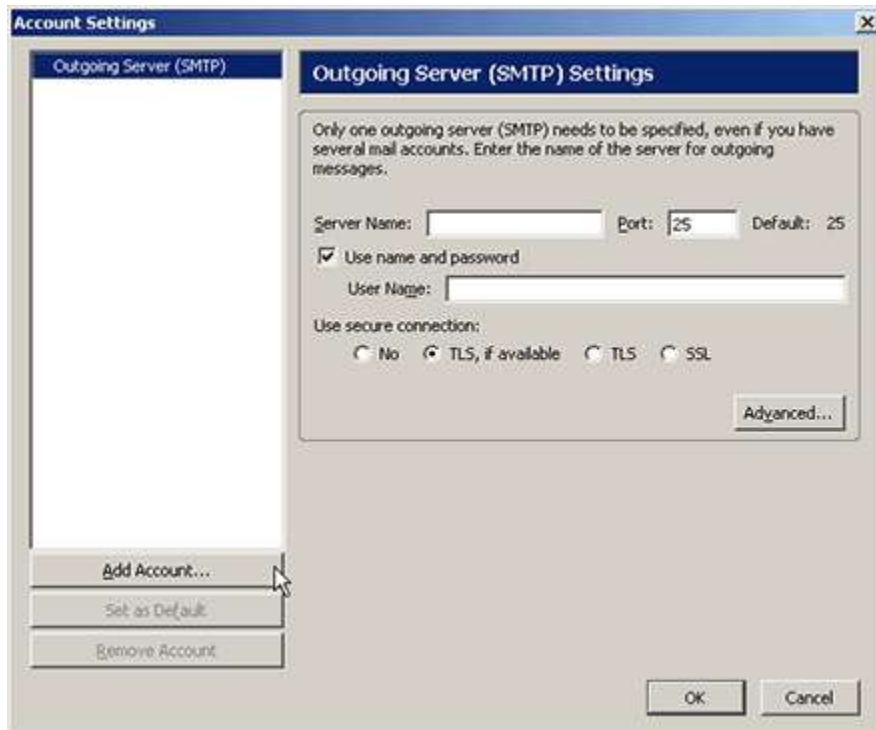 Account Settings
Outgoing Server (SMTP)
Outgoing Server (SMTP) Settings
Only one outgoing server (SMTP) needs to be specified, even if you have
several mail accounts. Enter the name of the server for outgoing
messages.
Server Name: Port: 25 Default: 25
Use name and password
User Name:
Use secure connection:
No TLS, if available TLS SSL
Advanced...
Add Account...
Set as Default
Remove Account
OK Cancel